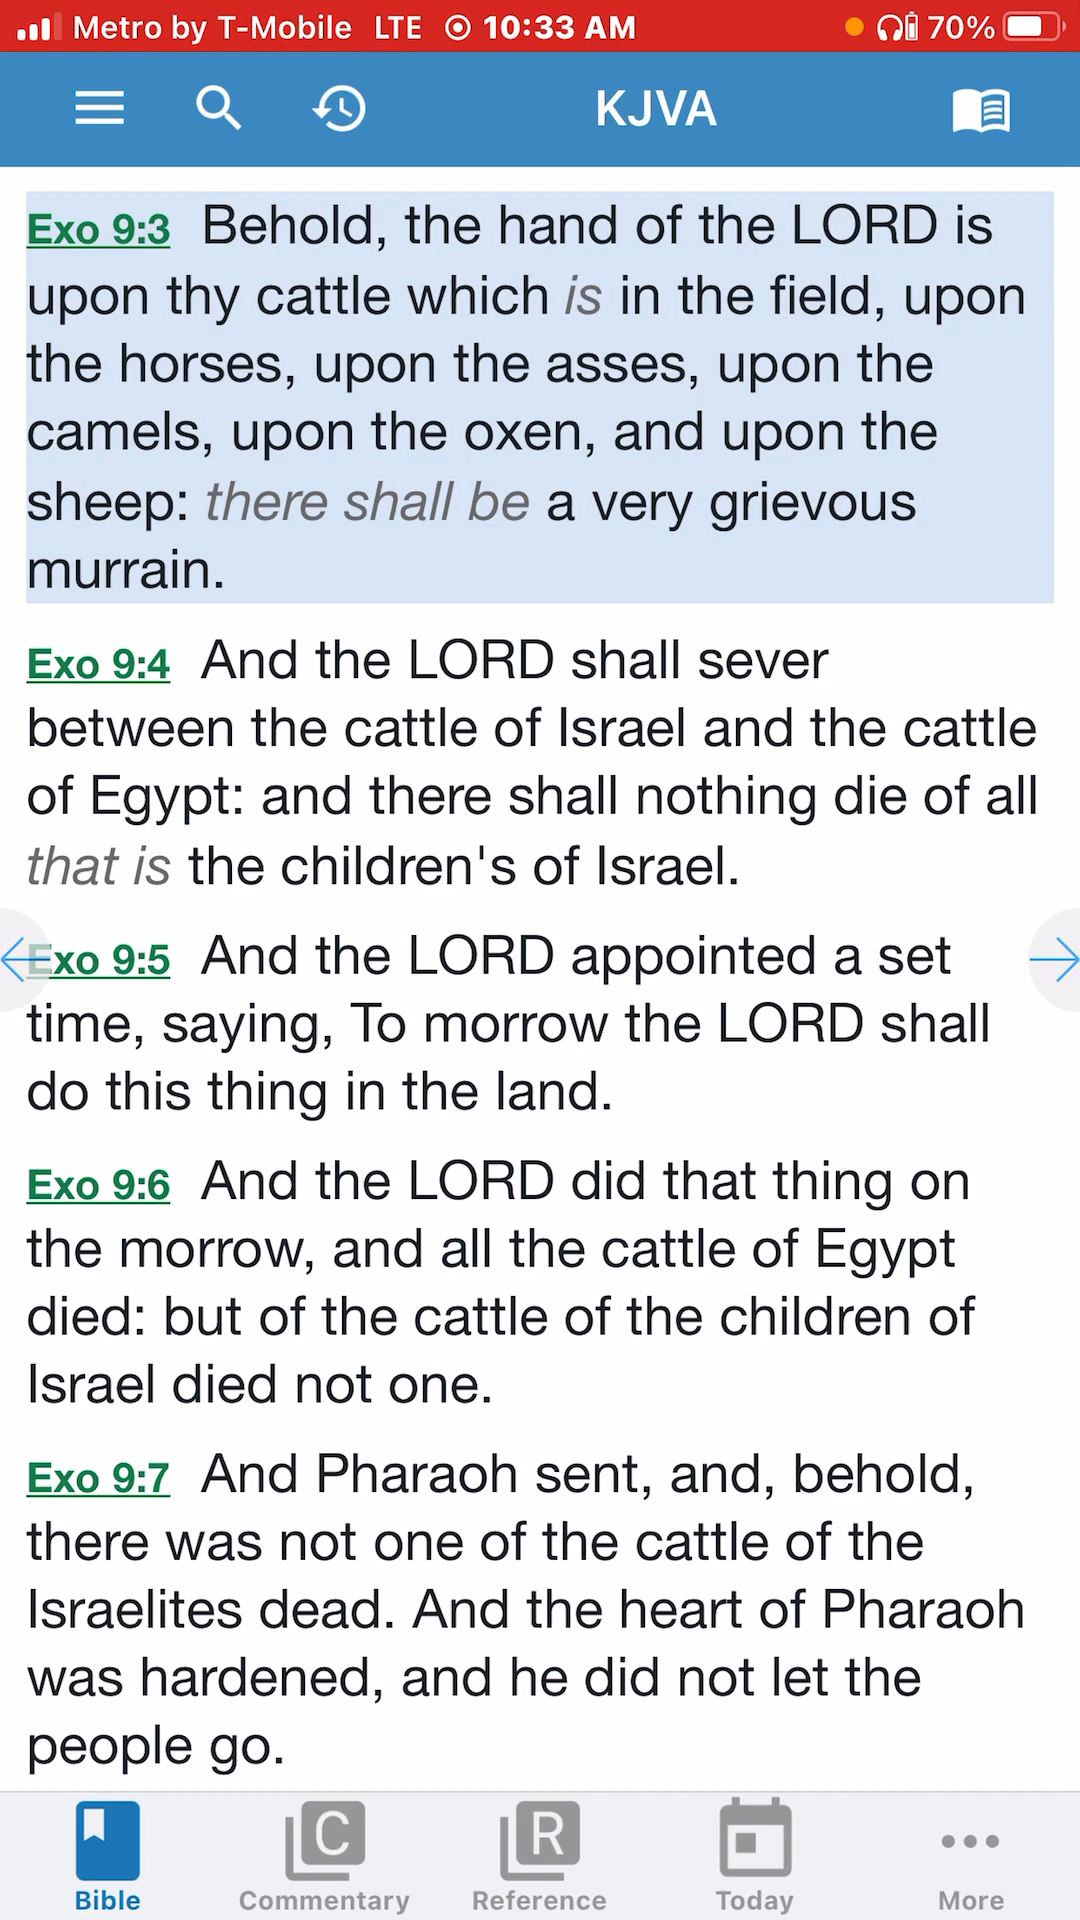 Metro by T-Mobile LTE 10:33 AM 70%
KJVA
Exo 9:3 Behold, the hand of the LORD is
upon thy cattle which is in the field, upon
the horses, upon the asses, upon the
camels, upon the oxen, and upon the
sheep: there shall be a very grievous
murrain.
Exo 9:4 And the LORD shall sever
between the cattle of Israel and the cattle
of Egypt: and there shall nothing die of all
that is the children's of Israel.
Exo 9:5 And the LORD appointed a set
time, saying, To morrow the LORD shall
do this thing in the land.
Exo 9:6 And the LORD did that thing on
the morrow, and all the cattle of Egypt
died: but of the cattle of the children of
Israel died not one.
Exo 9:7 And Pharaoh sent, and, behold,
there was not one of the cattle of the
Israelites dead. And the heart of Pharaoh
was hardened, and he did not let the
people go.
C R
Bible Commentary Reference Today More